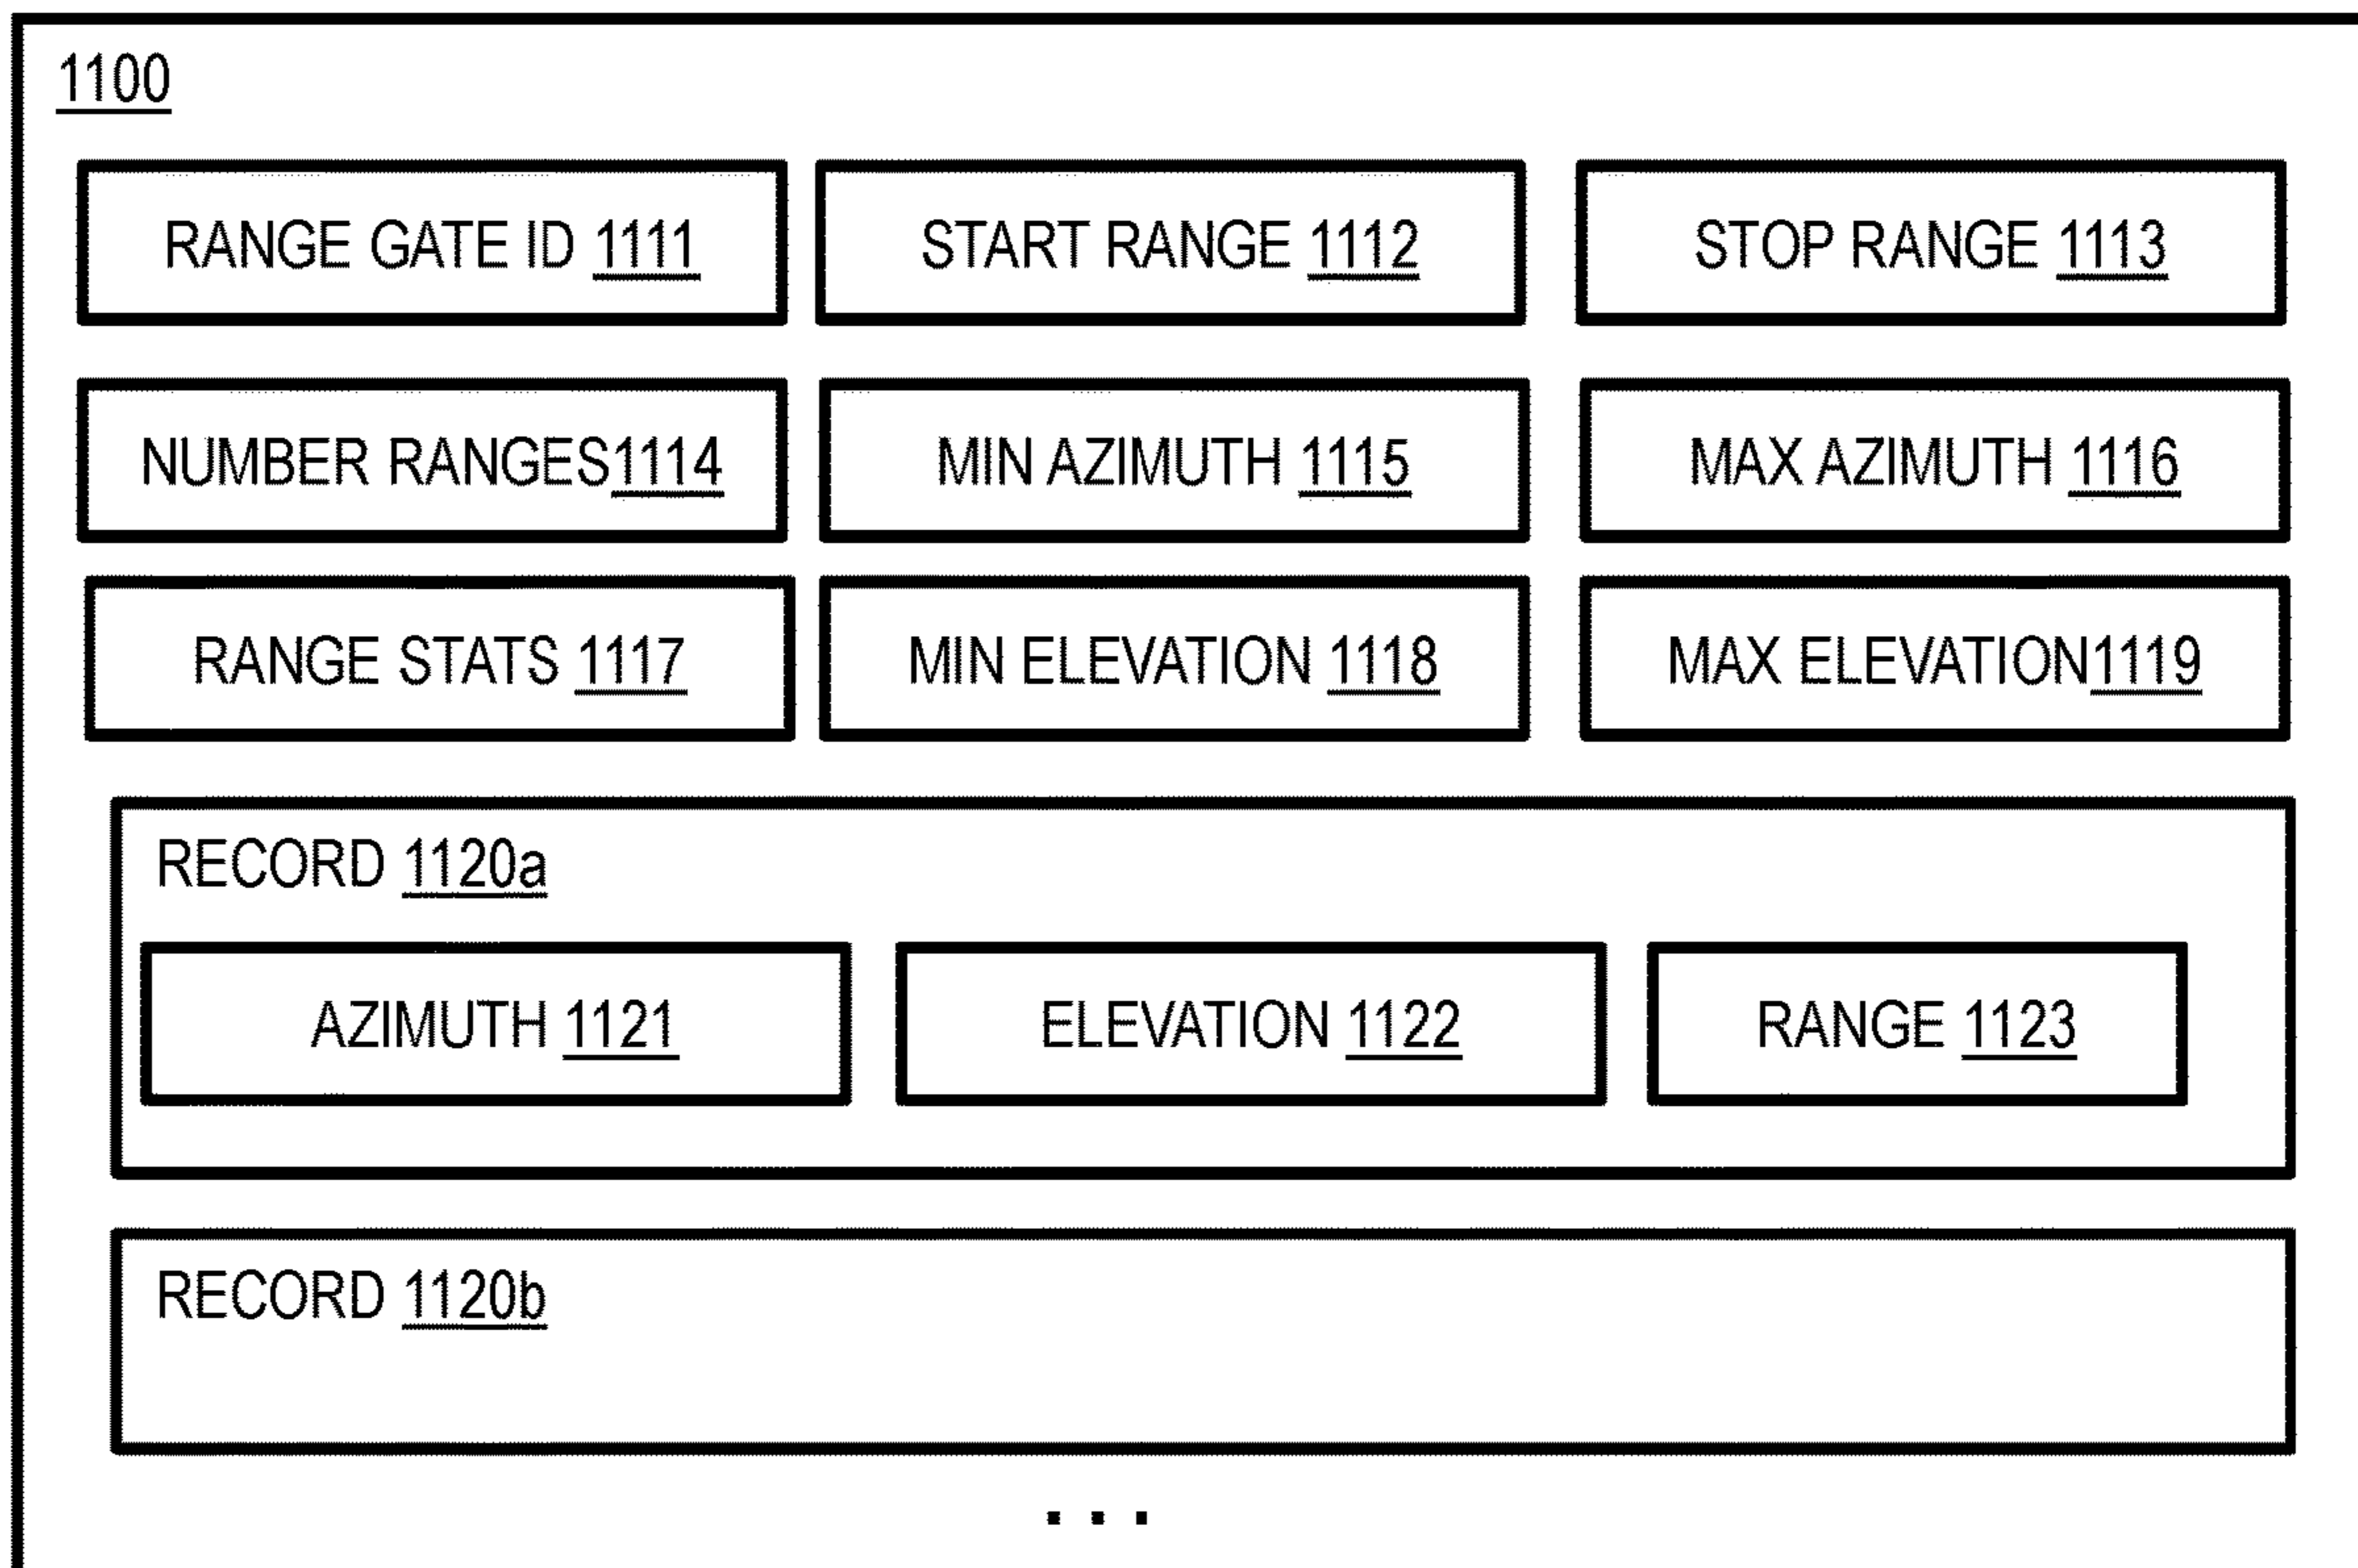 1100
RANGE GATE ID 1111 START RANGE 1112 STOP RANGE 1113
NUMBER RANGES1114 MIN AZIMUTH 1115 MAX AZIMUTH 1116
RANGE STATS 1117 MIN ELEVATION 1118 MAX ELEVATION1119
RECORD 1120a
AZIMUTH 1121 ELEVATION 1122 RANGE 1123
RECORD 1120b
. . .